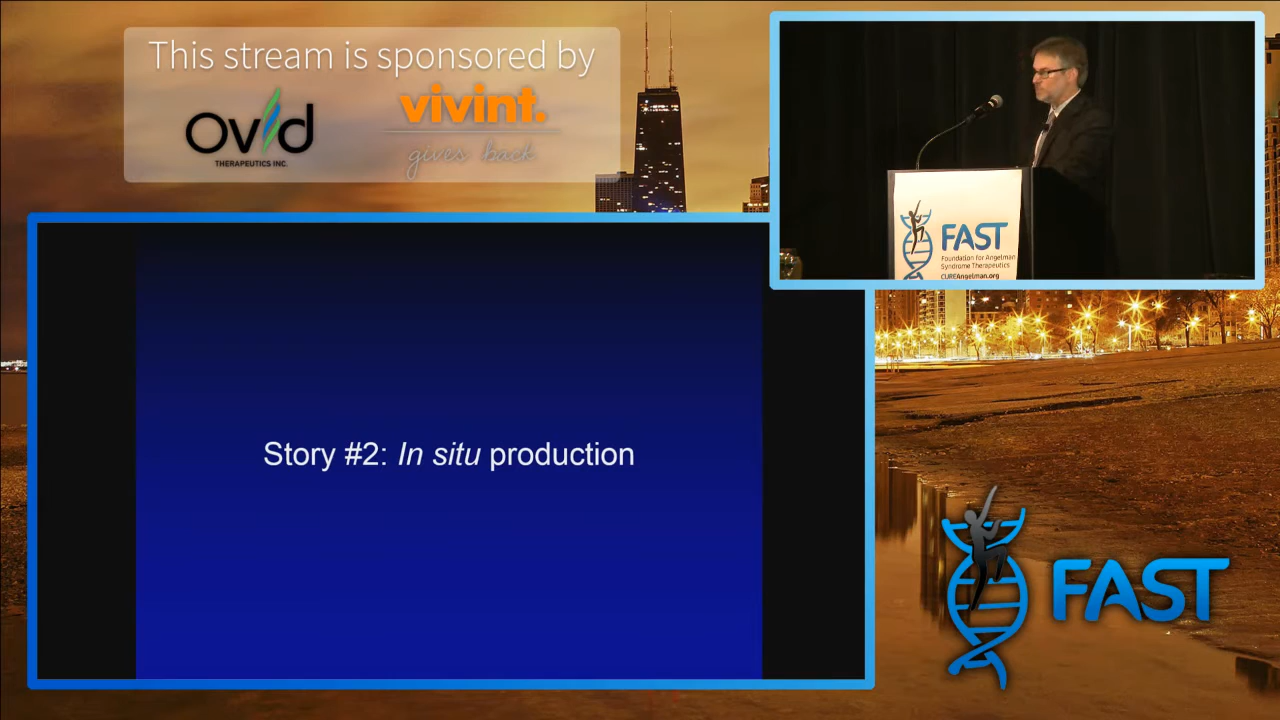 This stream is sponsored by
ovid
THERAPEUTICS INC.
vivint.
gives back
FAST
Foundation for Angelman
Syndrome Therapeutics
CUREAngelman.org
Story #2: In situ production
FAST